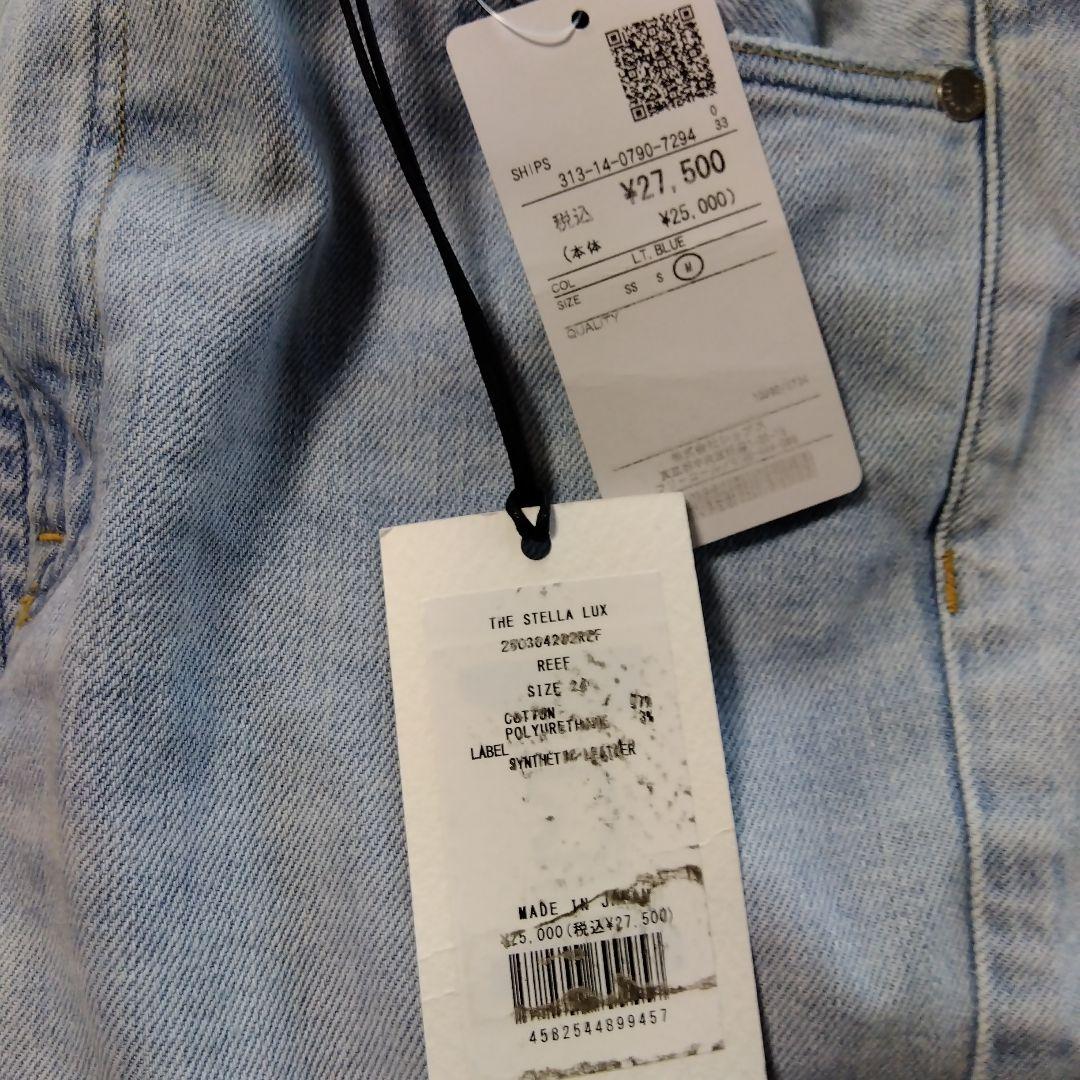 0
SHIPS 313-14-0790-7294 33
¥27,500
税込
(本体 ¥25,000)
COL LT. BLUE
SIZE SS S M
QUALITY
THE STELLA LUX
REEF
SIZE
COTTON
POLYURETHANE 3%
LABEL
SYNTHETIC LEATHER
MADE IN JAPAN
¥25,000(税込¥27,500)
4582544899457